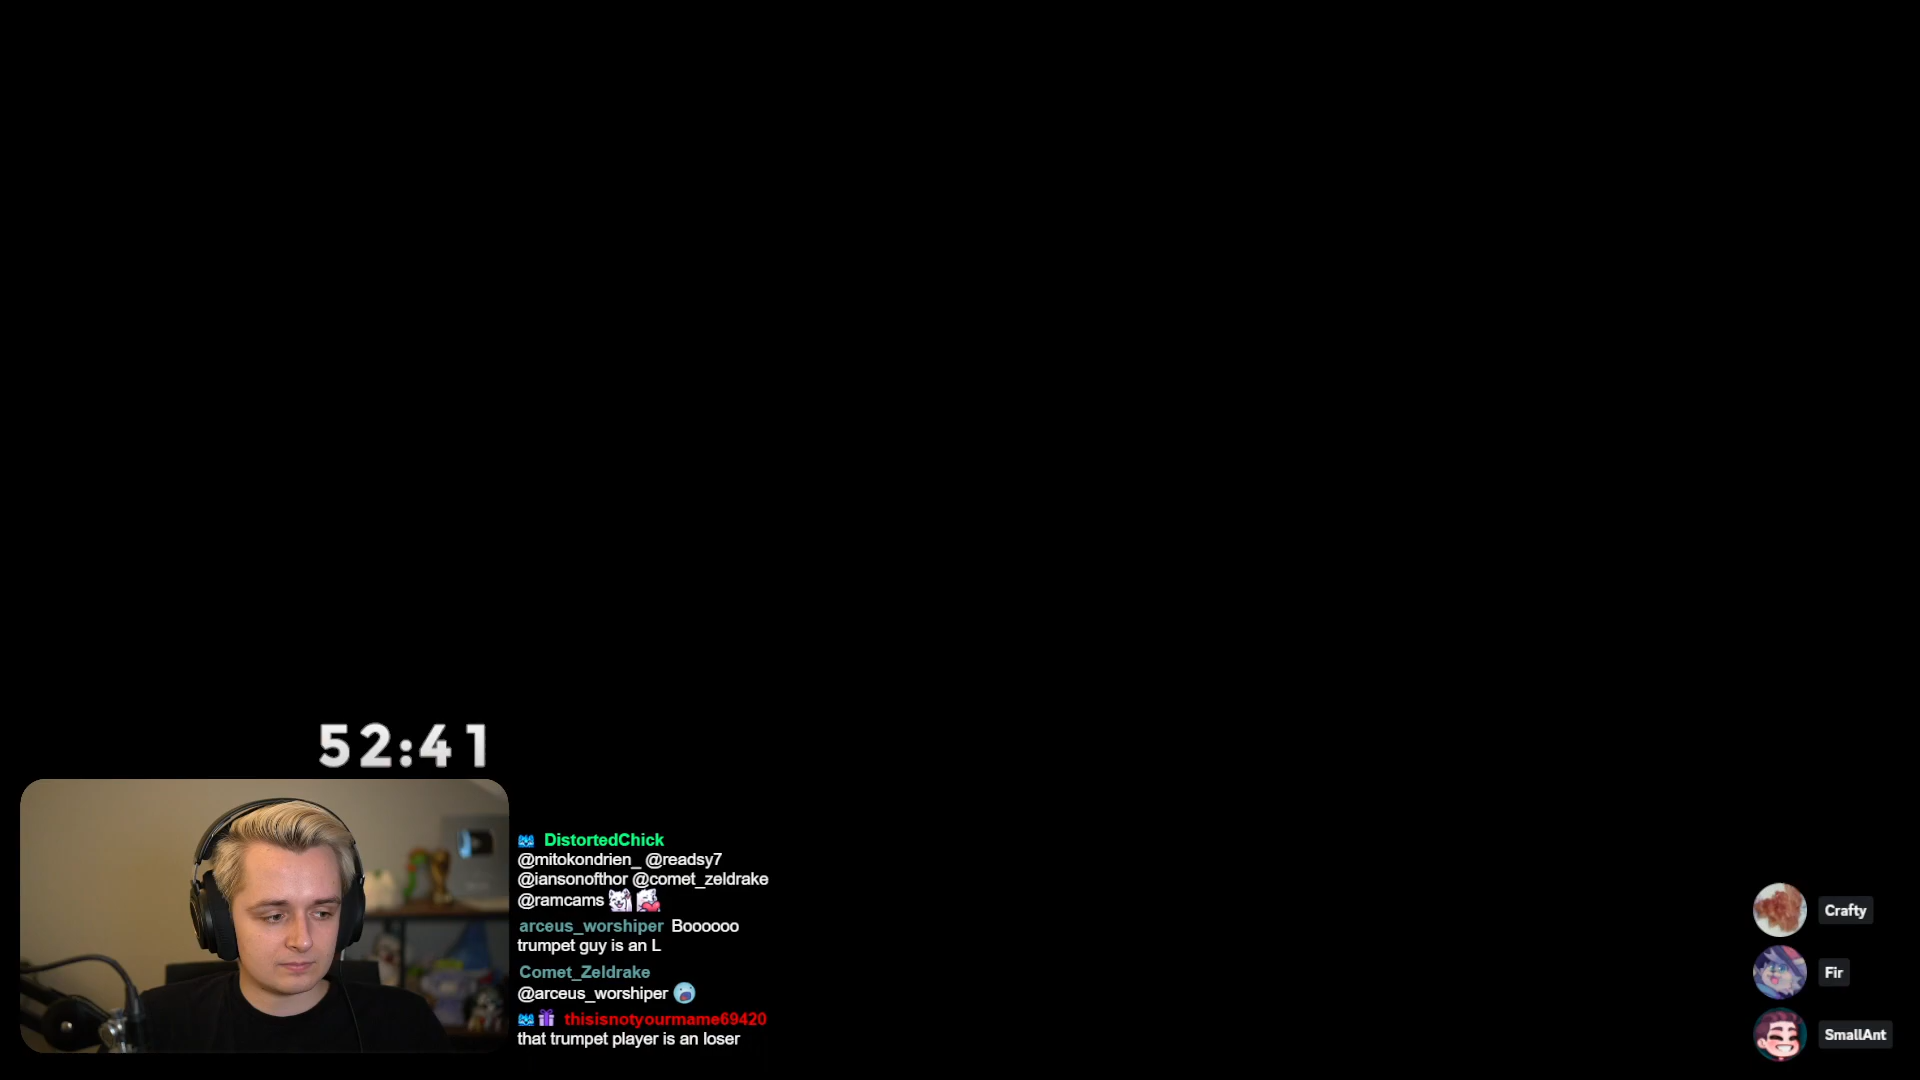 52:41
DistortedChick
@mitokondrien_ @readsy7
@iansonofthor @comet_zeldrake
@ramcams
arceus_worshiper Boooooo
trumpet guy is an L
Comet_Zeldrake
@arceus_worshiper
thisisnotyourmame69420
that trumpet player is an loser
Crafty
Fir
SmallAnt